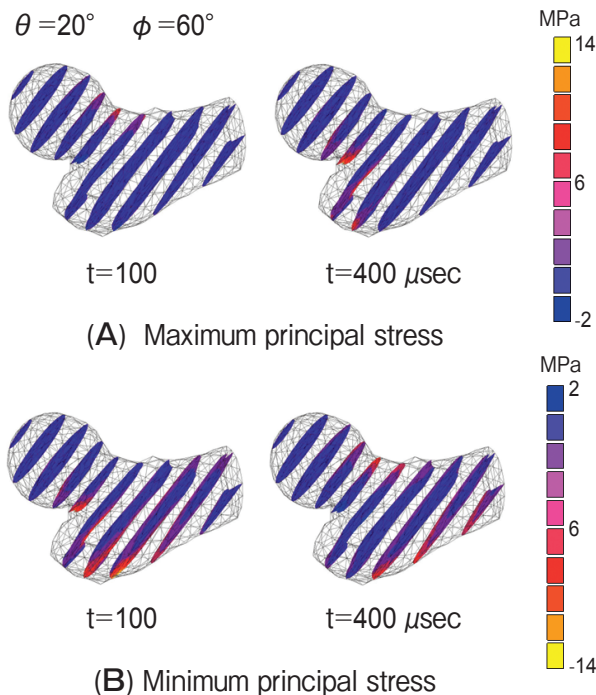 θ =20° ϕ =60°
MPa
14
6
-2
t=100
t=400 μsec
(A) Maximum principal stress
MPa
2
6
-14
t=100
t=400 μsec
(B) Minimum principal stress